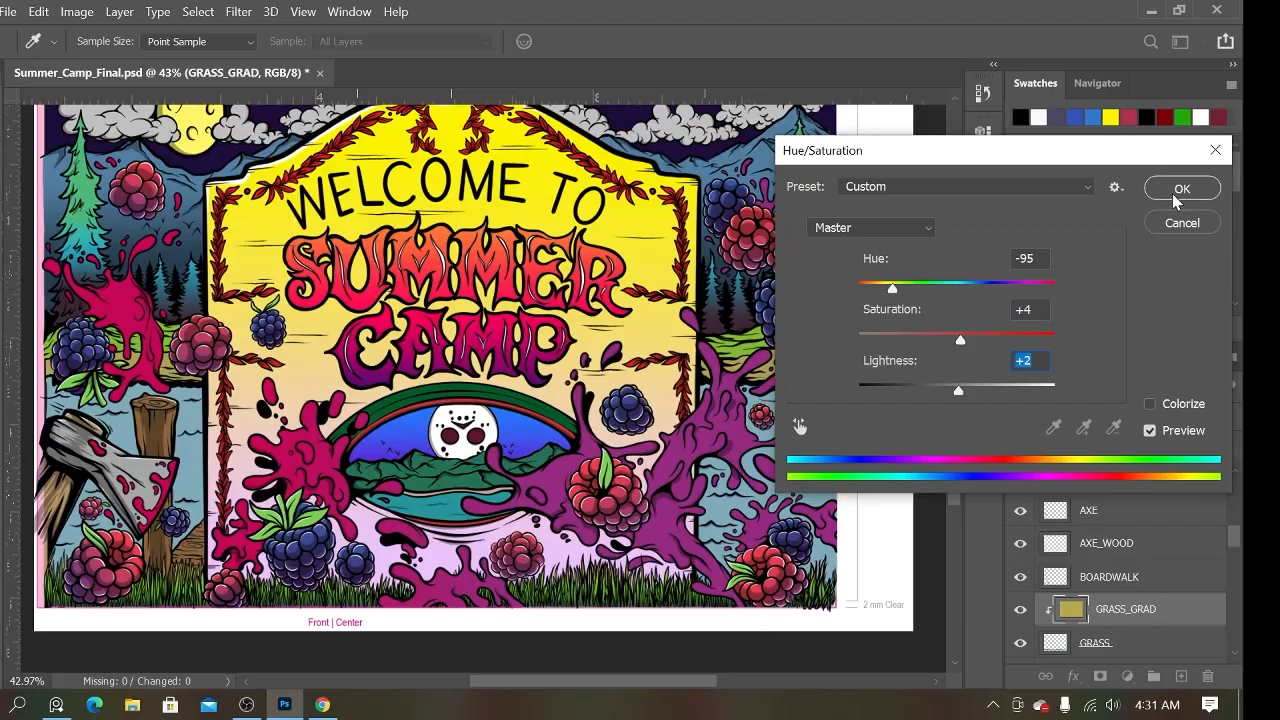 File Edit Image Layer Type Select Filter 3D View Window Help
Sample Size: Point Sample Sample: All Layers
Summer_Camp_Final.psd @ 43% (GRASS_GRAD, RGB/8) *
Swatches Navigator
WELCOME TO
SUMMER
CAMP
2 mm Clear
Front | Center
Hue/Saturation
Preset: Custom OK
Cancel
Master
Hue: -95
Saturation: +4
Lightness: +2
Colorize
Preview
AXE
AXE_WOOD
BOARDWALK
GRASS_GRAD
GRASS
fx
42.97% Missing: 0 / Changed: 0
Ps
4:31 AM